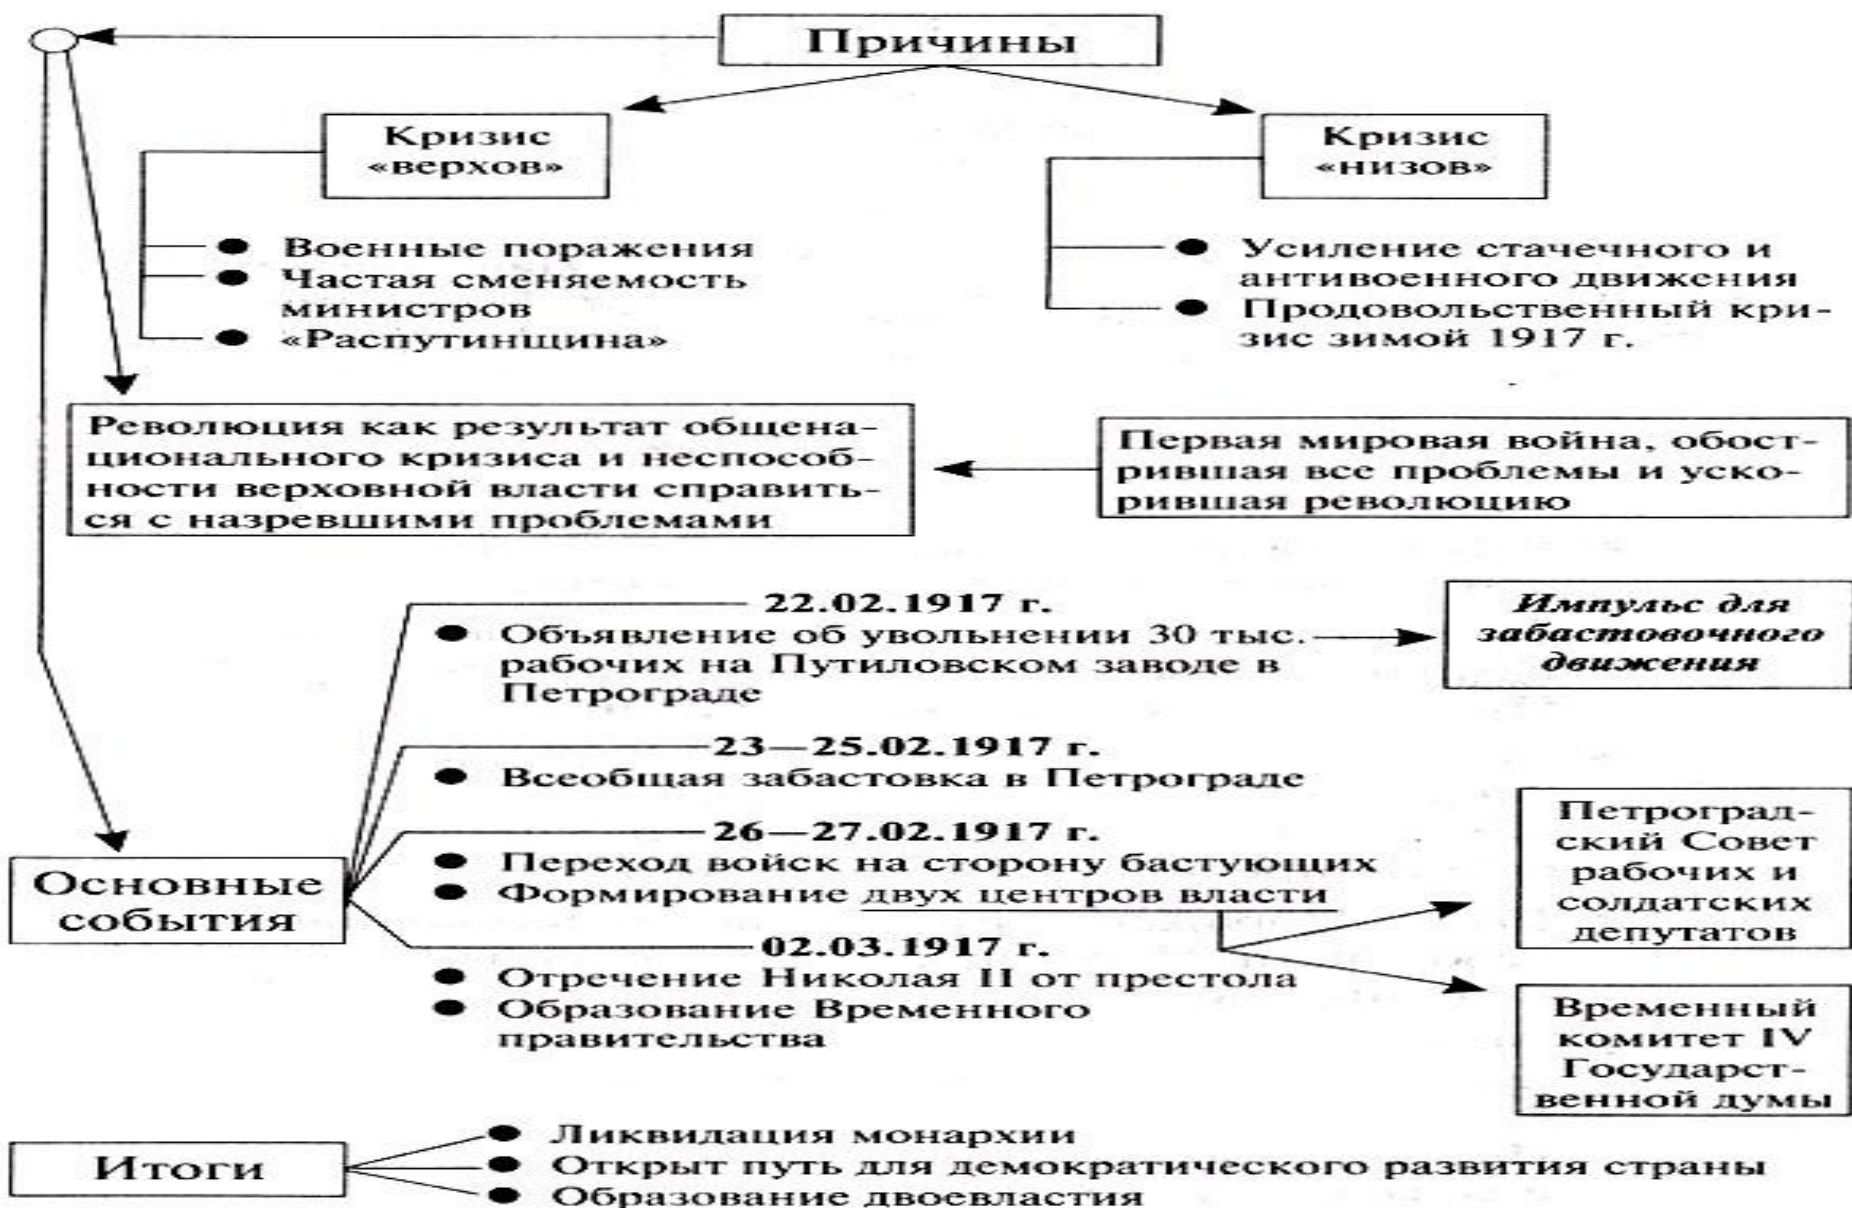 Причины
Кризис
«верхов»
Кризис
«низов»
Военные поражения
Частая сменяемость
министров
«Распутинщина»
Усиление стачечного и
антивоенного движения
Продовольственный кри-
зис зимой 1917 г.
Революция как результат общена-
ционального кризиса и неспособ-
ности верховной власти справить-
ся с назревшими проблемами
Первая мировая война, обост-
рившая все проблемы и уско-
рившая революцию
22.02.1917 г.
Объявление об увольнении 30 тыс.
рабочих на Путиловском заводе в
Петрограде
Импульс для
забастовочного
движения
23—25.02.1917 г.
Всеобщая забастовка в Петрограде
26—27.02.1917 г.
Переход войск на сторону бастующих
Формирование двух центров власти
Петроград-
ский Совет
рабочих и
солдатских
депутатов
Основные
события
02.03.1917 г.
Отречение Николая II от престола
Образование Временного
правительства
Временный
комитет IV
Государст-
венной думы
Итоги
Ликвидация монархии
Открыт путь для демократического развития страны
Образование двоевластия